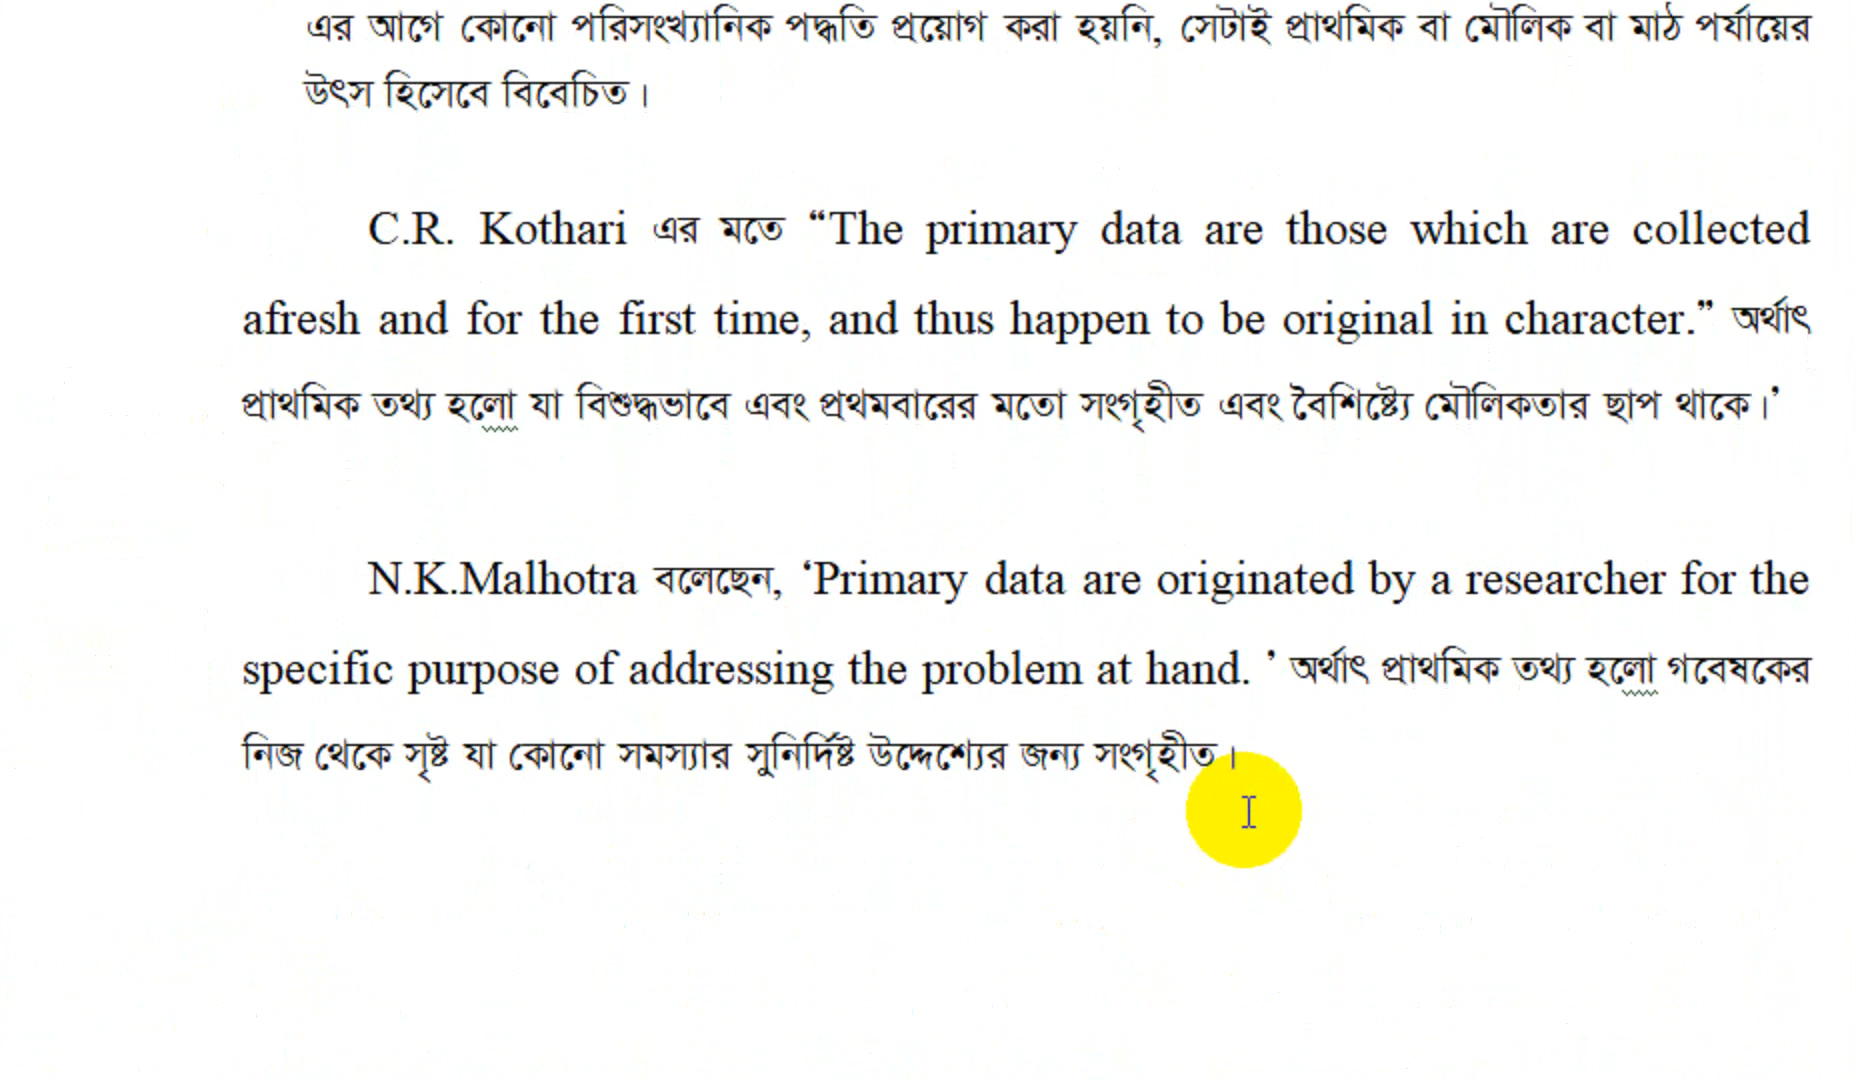 এর আগে কোনো পরিসংখ্যানিক পদ্ধতি প্রয়োগ করা হয়নি, সেটাই প্রাথমিক বা মৌলিক বা মাঠ পর্যায়ের
উৎস হিসেবে বিবেচিত।
C.R. Kothari এর মতে “The primary data are those which are collected
afresh and for the first time, and thus happen to be original in character.” অর্থাৎ
প্রাথমিক তথ্য হলো যা বিশুদ্ধভাবে এবং প্রথমবারের মতো সংগৃহীত এবং বৈশিষ্ট্যে মৌলিকতার ছাপ থাকে।’
N.K.Malhotra বলেছেন, ‘Primary data are originated by a researcher for the
specific purpose of addressing the problem at hand. ’ অর্থাৎ প্রাথমিক তথ্য হলো গবেষকের
নিজ থেকে সৃষ্ট যা কোনো সমস্যার সুনির্দিষ্ট উদ্দেশ্যের জন্য সংগৃহীত।